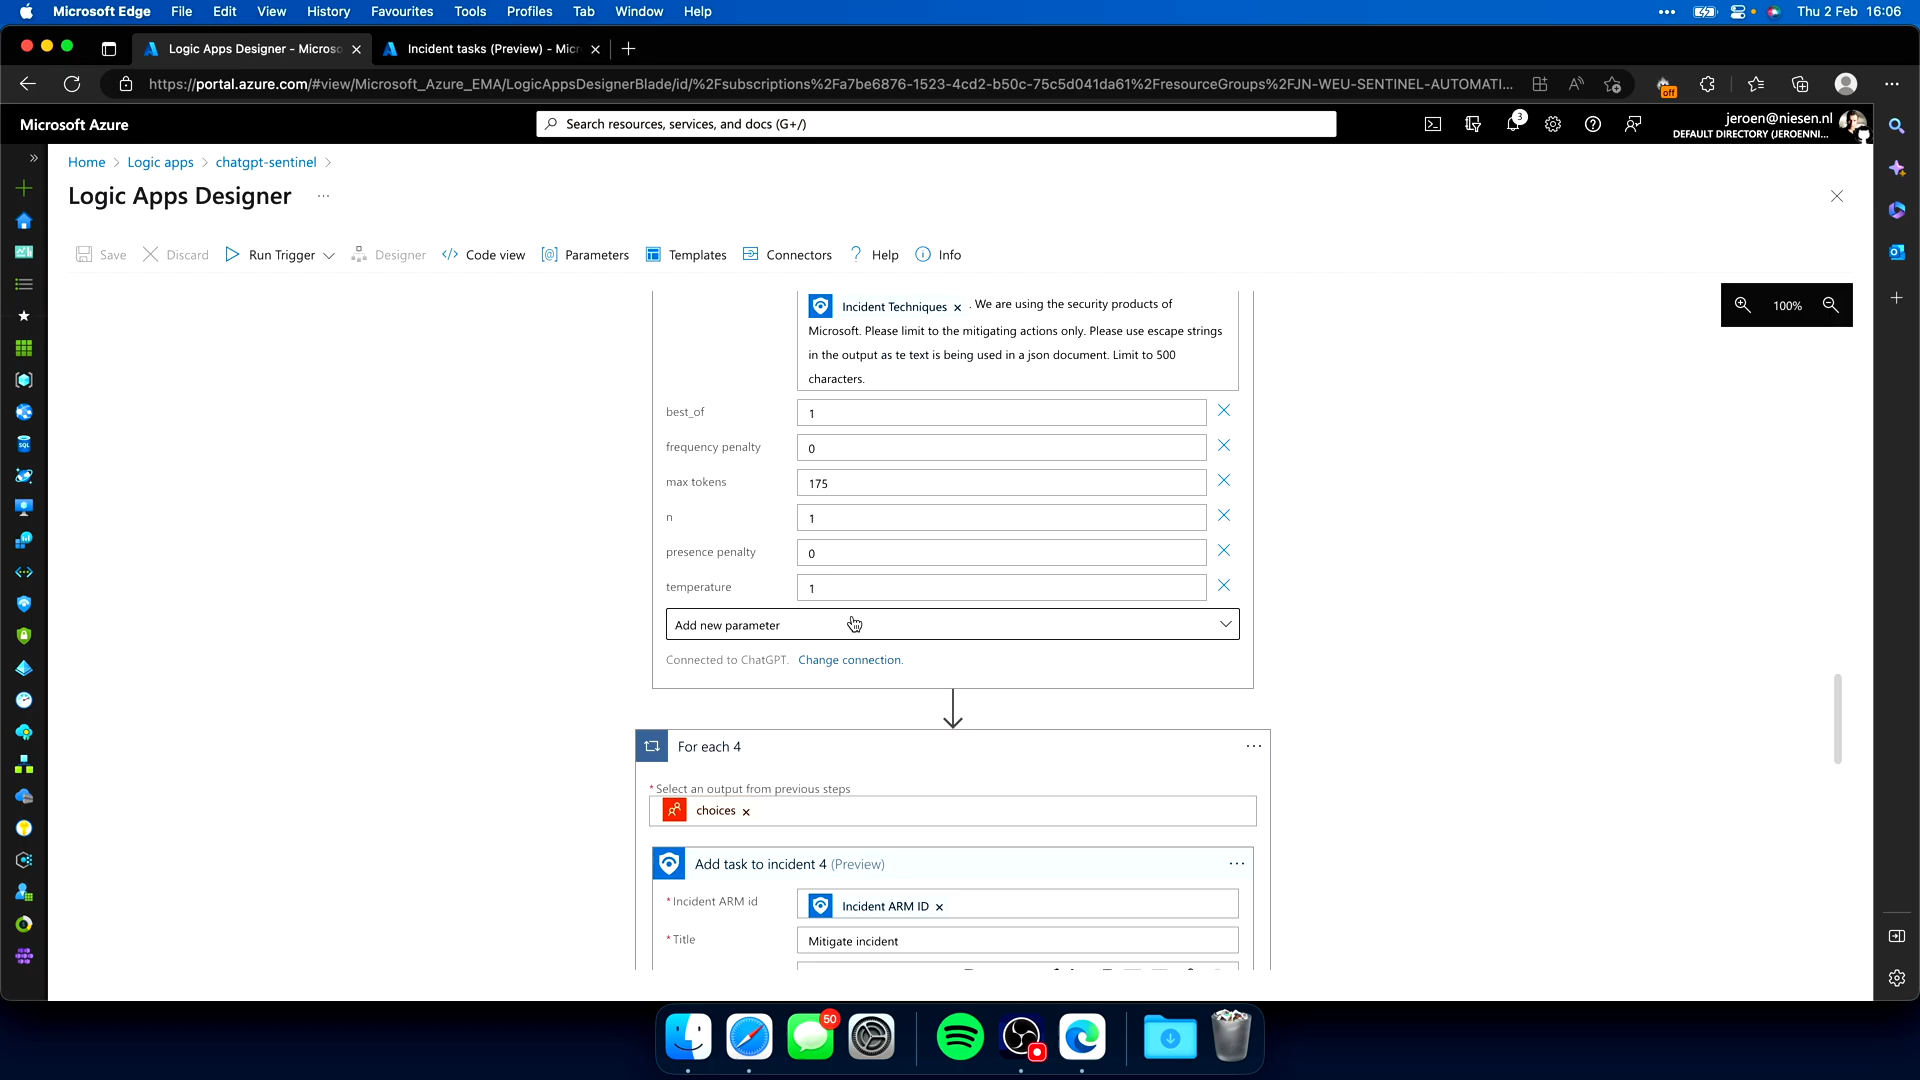 Microsoft Edge File Edit View History Favourites Tools Profiles Tab Window Help Thu 2 Feb 16:06
Logic Apps Designer - Microso Incident tasks (Preview) - Micr
https://portal.azure.com/#view/Microsoft_Azure_EMA/LogicAppsDesignerBlade/id/%2Fsubscriptions%2Fa7be6876-1523-4cd2-b50c-75c5d041da61%2FresourceGroups%2FJN-WEU-SENTINEL-AUTOMATI...
off
Microsoft Azure
Search resources, services, and docs (G+/)
3
jeroen@niesen.nl
DEFAULT DIRECTORY (JEROENNI...
Home > Logic apps > chatgpt-sentinel >
Logic Apps Designer ...
Save Discard Run Trigger Designer Code view Parameters Templates Connectors Help Info
100%
Incident Techniques × . We are using the security products of
Microsoft. Please limit to the mitigating actions only. Please use escape strings
in the output as te text is being used in a json document. Limit to 500
characters.
best_of 1
frequency penalty 0
max tokens 175
n 1
presence penalty 0
temperature 1
Add new parameter
Connected to ChatGPT. Change connection.
For each 4
* Select an output from previous steps
choices ×
Add task to incident 4 (Preview)
* Incident ARM id Incident ARM ID ×
* Title Mitigate incident
SQL
50